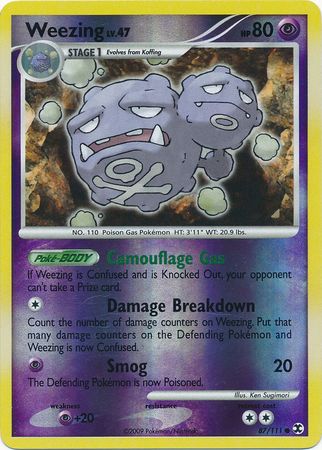 Weezing LV.47 HP 80
STAGE 1 Evolves from Koffing
NO. 110 Poison Gas Pokémon HT: 3'11" WT: 20.9 lbs.
Poké-BODY Camouflage Gas
If Weezing is Confused and is Knocked Out, your opponent
can't take a Prize card.
Damage Breakdown
Count the number of damage counters on Weezing. Put that
many damage counters on the Defending Pokémon and
Weezing is now Confused.
Smog 20
The Defending Pokémon is now Poisoned.
Illus. Ken Sugimori
weakness resistance
+20
©2009 Pokémon/Nintendo 87/111